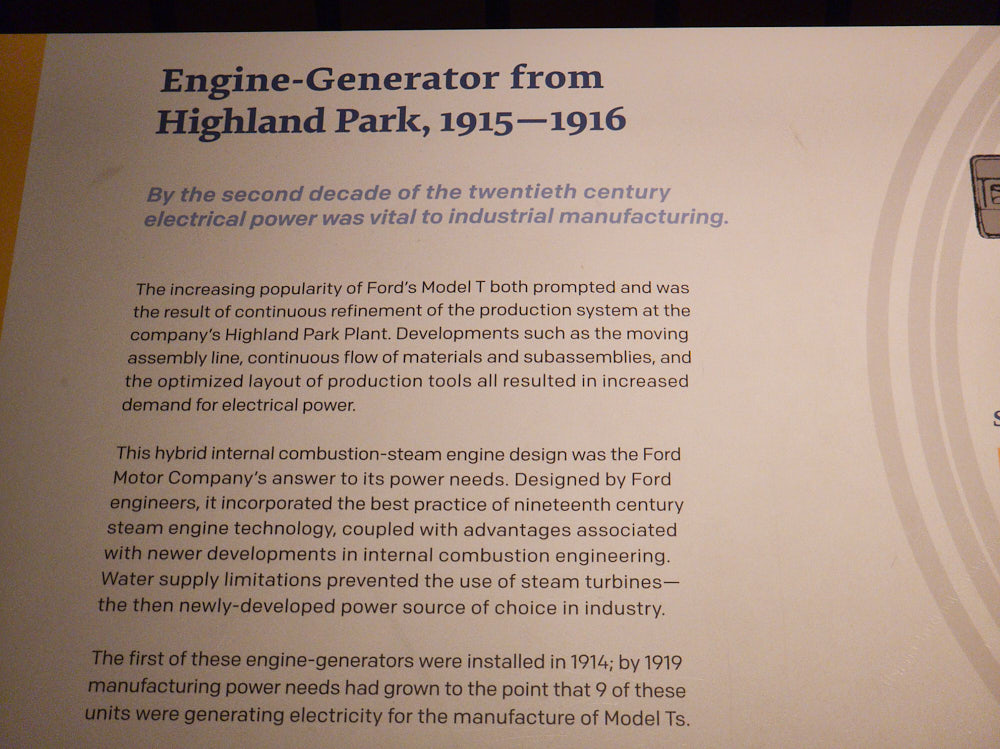 Engine-Generator from
Highland Park, 1915—1916
By the second decade of the twentieth century
electrical power was vital to industrial manufacturing.
The increasing popularity of Ford's Model T both prompted and was
the result of continuous refinement of the production system at the
company's Highland Park Plant. Developments such as the moving
assembly line, continuous flow of materials and subassemblies, and
the optimized layout of production tools all resulted in increased
demand for electrical power.
This hybrid internal combustion-steam engine design was the Ford
Motor Company's answer to its power needs. Designed by Ford
engineers, it incorporated the best practice of nineteenth century
steam engine technology, coupled with advantages associated
with newer developments in internal combustion engineering.
Water supply limitations prevented the use of steam turbines—
the then newly-developed power source of choice in industry.
The first of these engine-generators were installed in 1914; by 1919
manufacturing power needs had grown to the point that 9 of these
units were generating electricity for the manufacture of Model Ts.